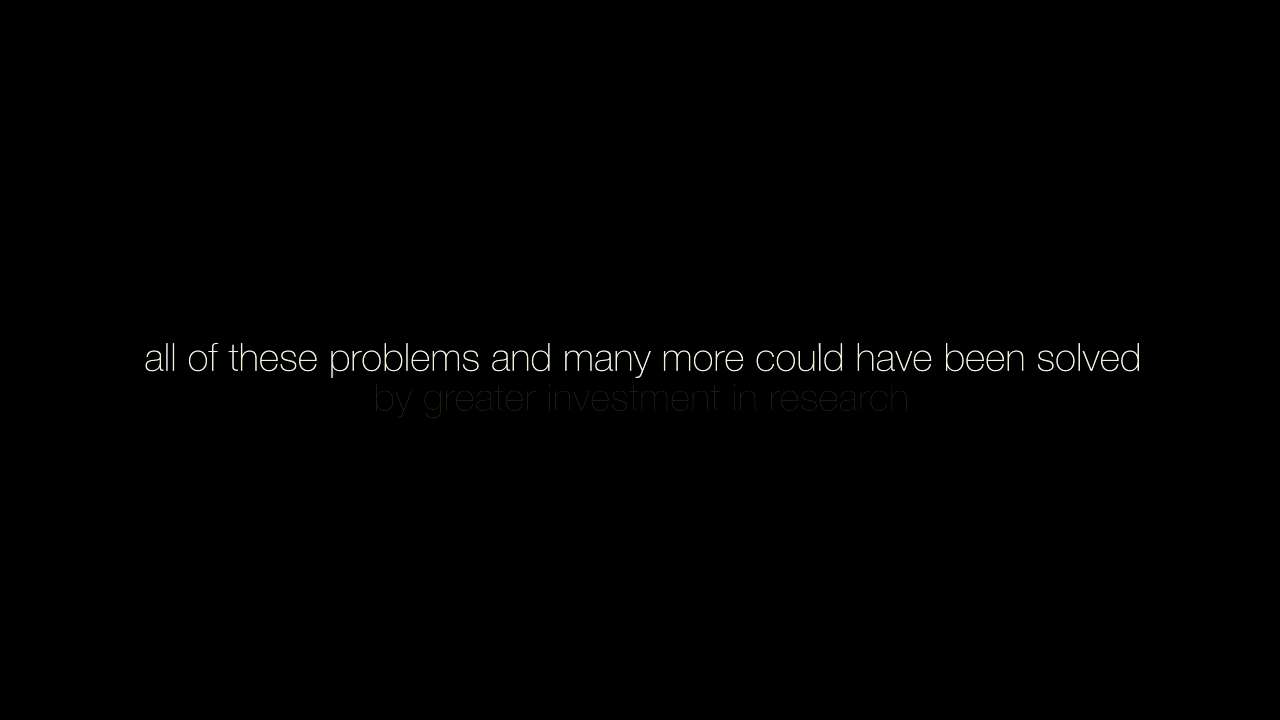 all of these problems and many more could have been solved
by greater investment in research